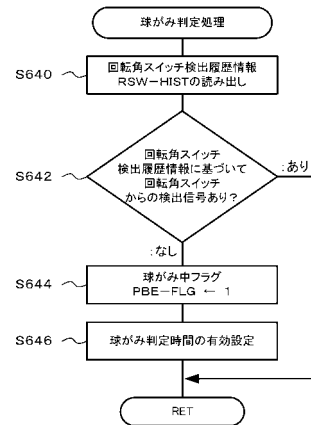 球がみ判定処理
S640
回転角スイッチ検出履歴情報
RSW−HISTの読み出し
S642
回転角スイッチ
検出履歴情報に基づいて
回転角スイッチ
からの検出信号あり?
:あり
:なし
S644
球がみ中フラグ
PBE−FLG ← 1
S646
球がみ判定時間の有効設定
RET